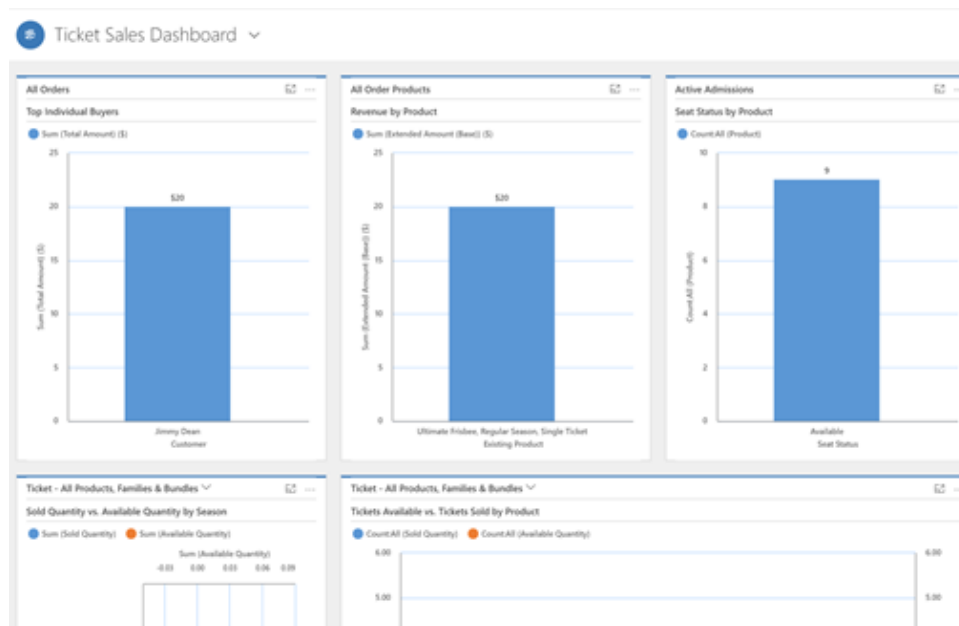 Ticket Sales Dashboard
All Orders
Top Individual Buyers
Sum (Total Amount) ($)
25
$20
20
15
10
5
0
Sum (Total Amount) ($)
Jimmy Dean
Customer
All Order Products
Revenue by Product
Sum (Extended Amount (Base)) ($)
25
$20
20
15
10
5
0
Sum (Extended Amount (Base)) ($)
Ultimate Frisbee, Regular Season, Single Ticket
Existing Product
Active Admissions
Seat Status by Product
Count:All (Product)
10
9
8
6
4
2
0
Count:All (Product)
Available
Seat Status
Ticket - All Products, Families & Bundles
Sold Quantity vs. Available Quantity by Season
Sum (Sold Quantity) Sum (Available Quantity)
Sum (Available Quantity)
-0.03 0.00 0.03 0.06 0.09
Ticket - All Products, Families & Bundles
Tickets Available vs. Tickets Sold by Product
Count:All (Sold Quantity) Count:All (Available Quantity)
6.00 6.00
5.00 5.00